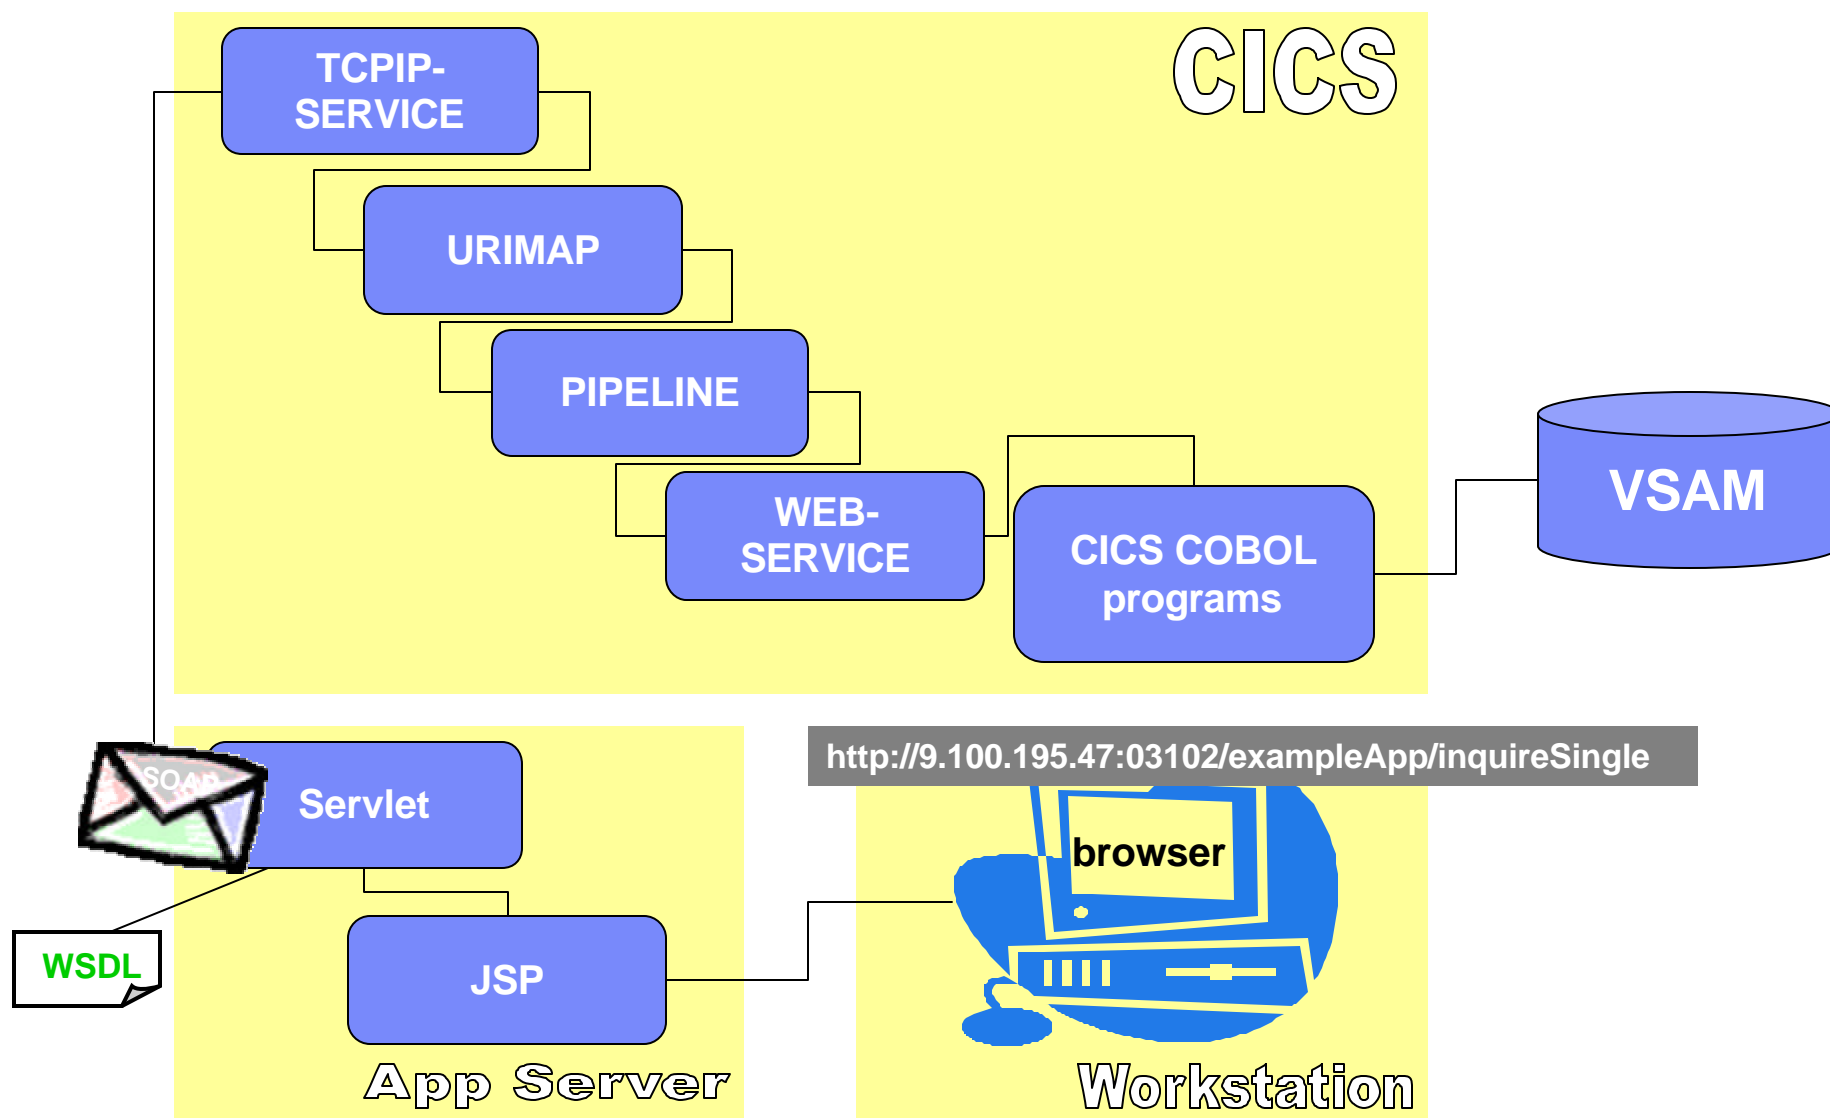 CICS
TCPIP-
SERVICE
URIMAP
PIPELINE
WEB-
SERVICE
CICS COBOL
programs
VSAM
http://9.100.195.47:03102/exampleApp/inquireSingle
SOAP
Servlet
browser
WSDL
JSP
App Server
Workstation